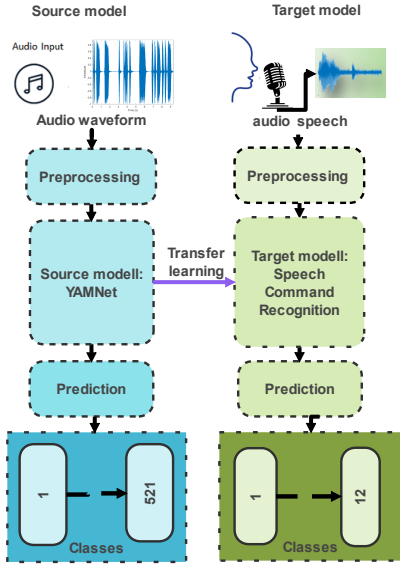 Source model
Target model
Audio Input
Audio waveform
audio speech
Preprocessing
Preprocessing
Source modell:
YAMNet
Transfer
learning
Target modell:
Speech
Command
Recognition
Prediction
Prediction
1
521
Classes
1
12
Classes